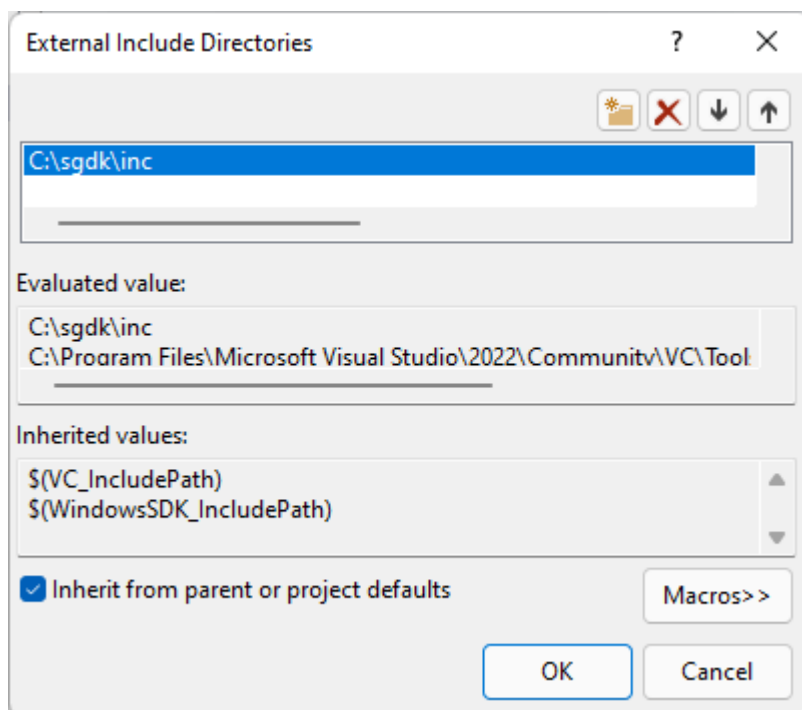 External Include Directories
C:\sgdk\inc
Evaluated value:
C:\sgdk\inc
C:\Program Files\Microsoft Visual Studio\2022\Community\VC\Tool
Inherited values:
$(VC_IncludePath)
$(WindowsSDK_IncludePath)
Inherit from parent or project defaults
Macros>>
OK
Cancel